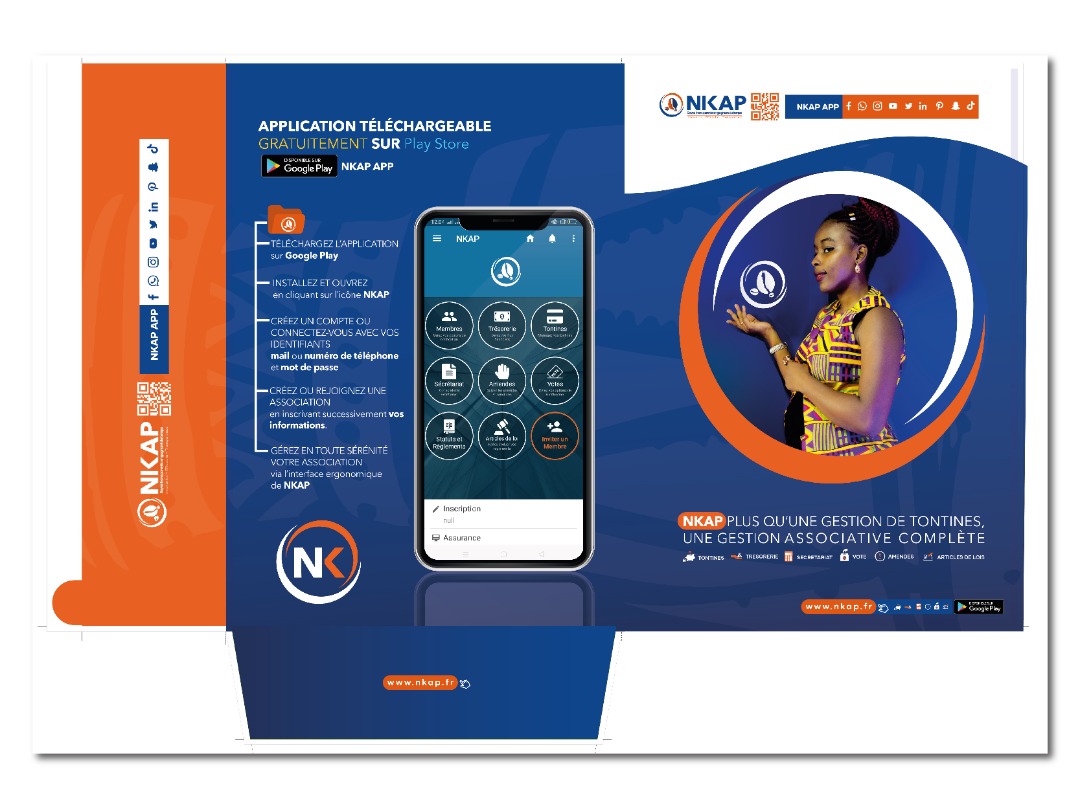 NKAP APP
NKAP
APPLICATION TÉLÉCHARGEABLE
GRATUITEMENT SUR Play Store
DISPONIBLE SUR
Google Play
NKAP APP
TÉLÉCHARGEZ L'APPLICATION
sur Google Play
INSTALLEZ ET OUVREZ
en cliquant sur l'icône NKAP
CRÉEZ UN COMPTE OU
CONNECTEZ-VOUS AVEC VOS
IDENTIFIANTS
mail ou numéro de téléphone
et mot de passe
CRÉEZ OU REJOIGNEZ UNE
ASSOCIATION
en inscrivant successivement vos
informations.
GÉREZ EN TOUTE SÉRÉNITÉ
VOTRE ASSOCIATION
via l'interface ergonomique
de NKAP
NK
NKAP
Membres
Trésorerie
Tontines
Sécrétariat
Amendes
Votes
Statuts et
Règlements
Articles de loi
Inviter un
Membre
Inscription
null
Assurance
www.nkap.fr
NKAP
NKAP APP
NKAP PLUS QU'UNE GESTION DE TONTINES,
UNE GESTION ASSOCIATIVE COMPLÈTE
TONTINES TRESORERIE SECRETARIAT VOTE AMENDES ARTICLES DE LOIS
www.nkap.fr
Google Play